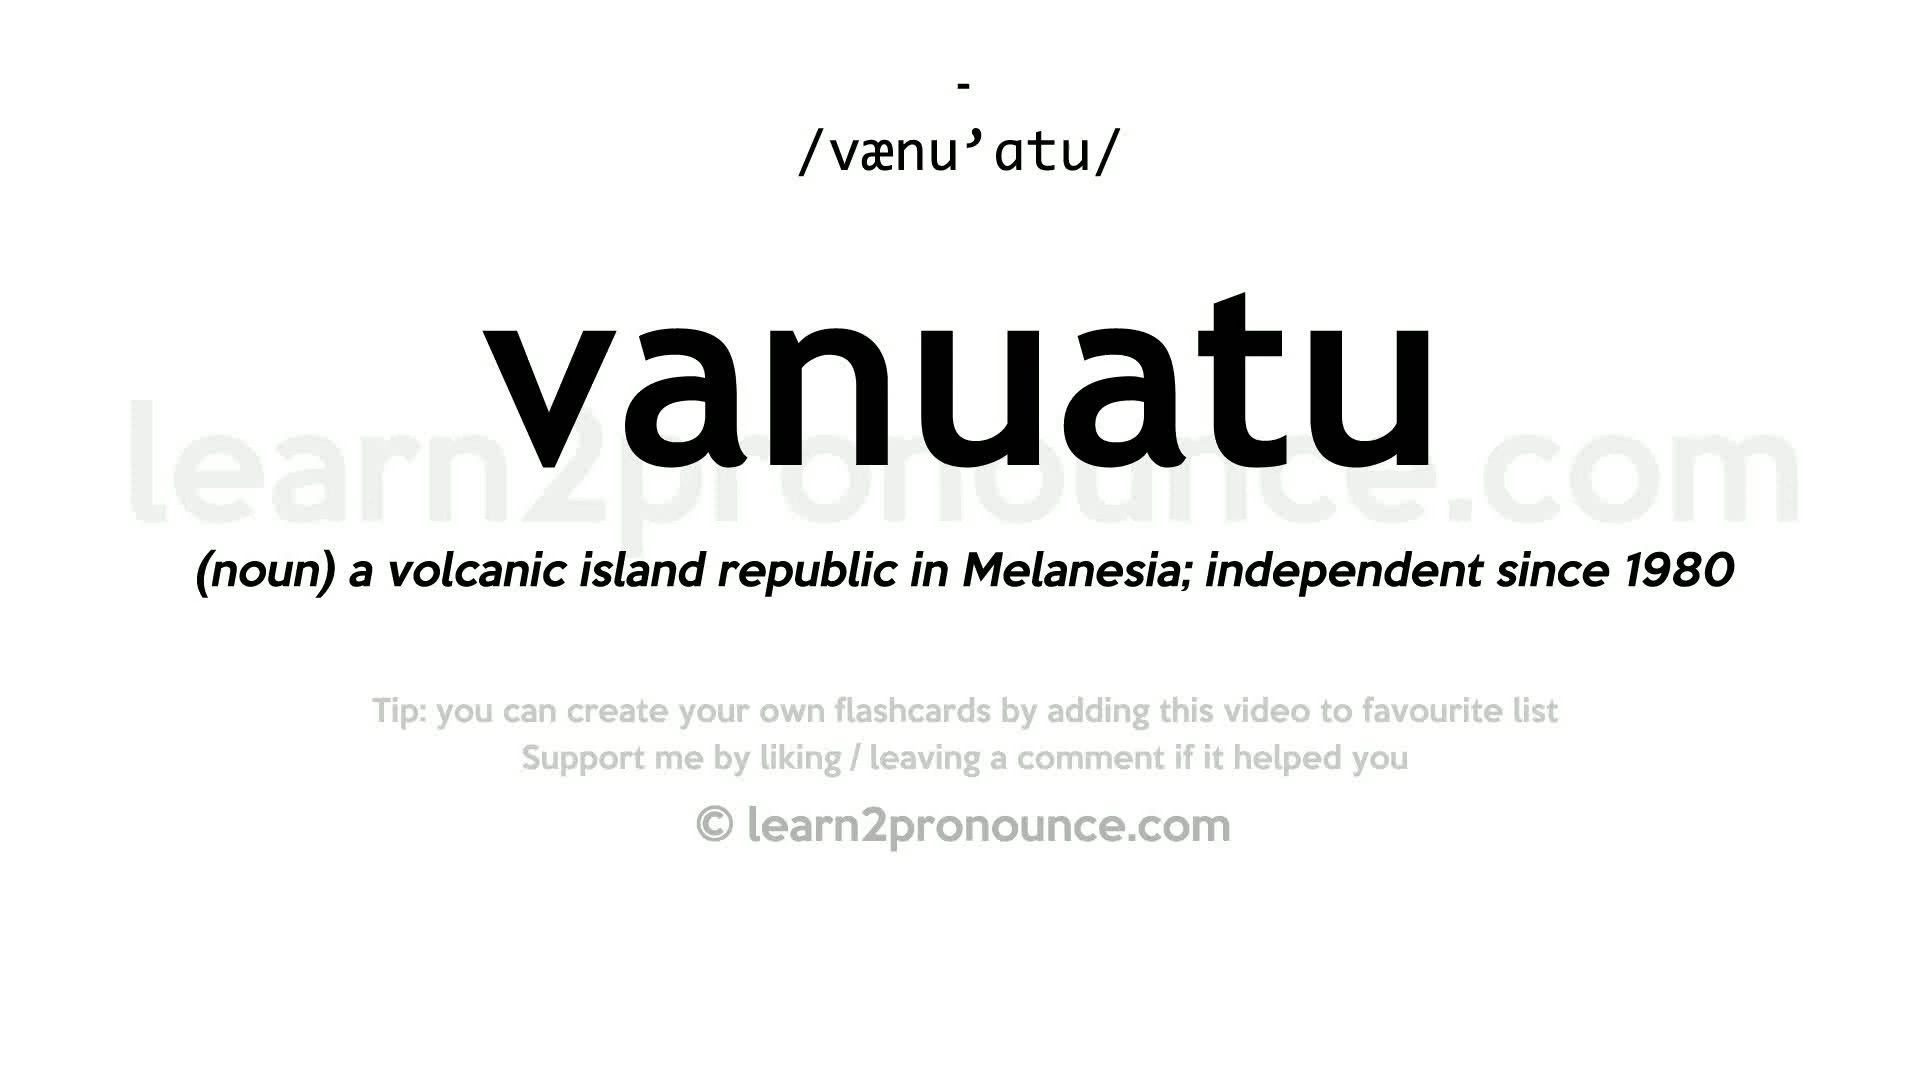 -
/vænu’ɑtu/
vanuatu
learn2pronounce.com
(noun) a volcanic island republic in Melanesia; independent since 1980
Tip: you can create your own flashcards by adding this video to favourite list
Support me by liking / leaving a comment if it helped you
© learn2pronounce.com